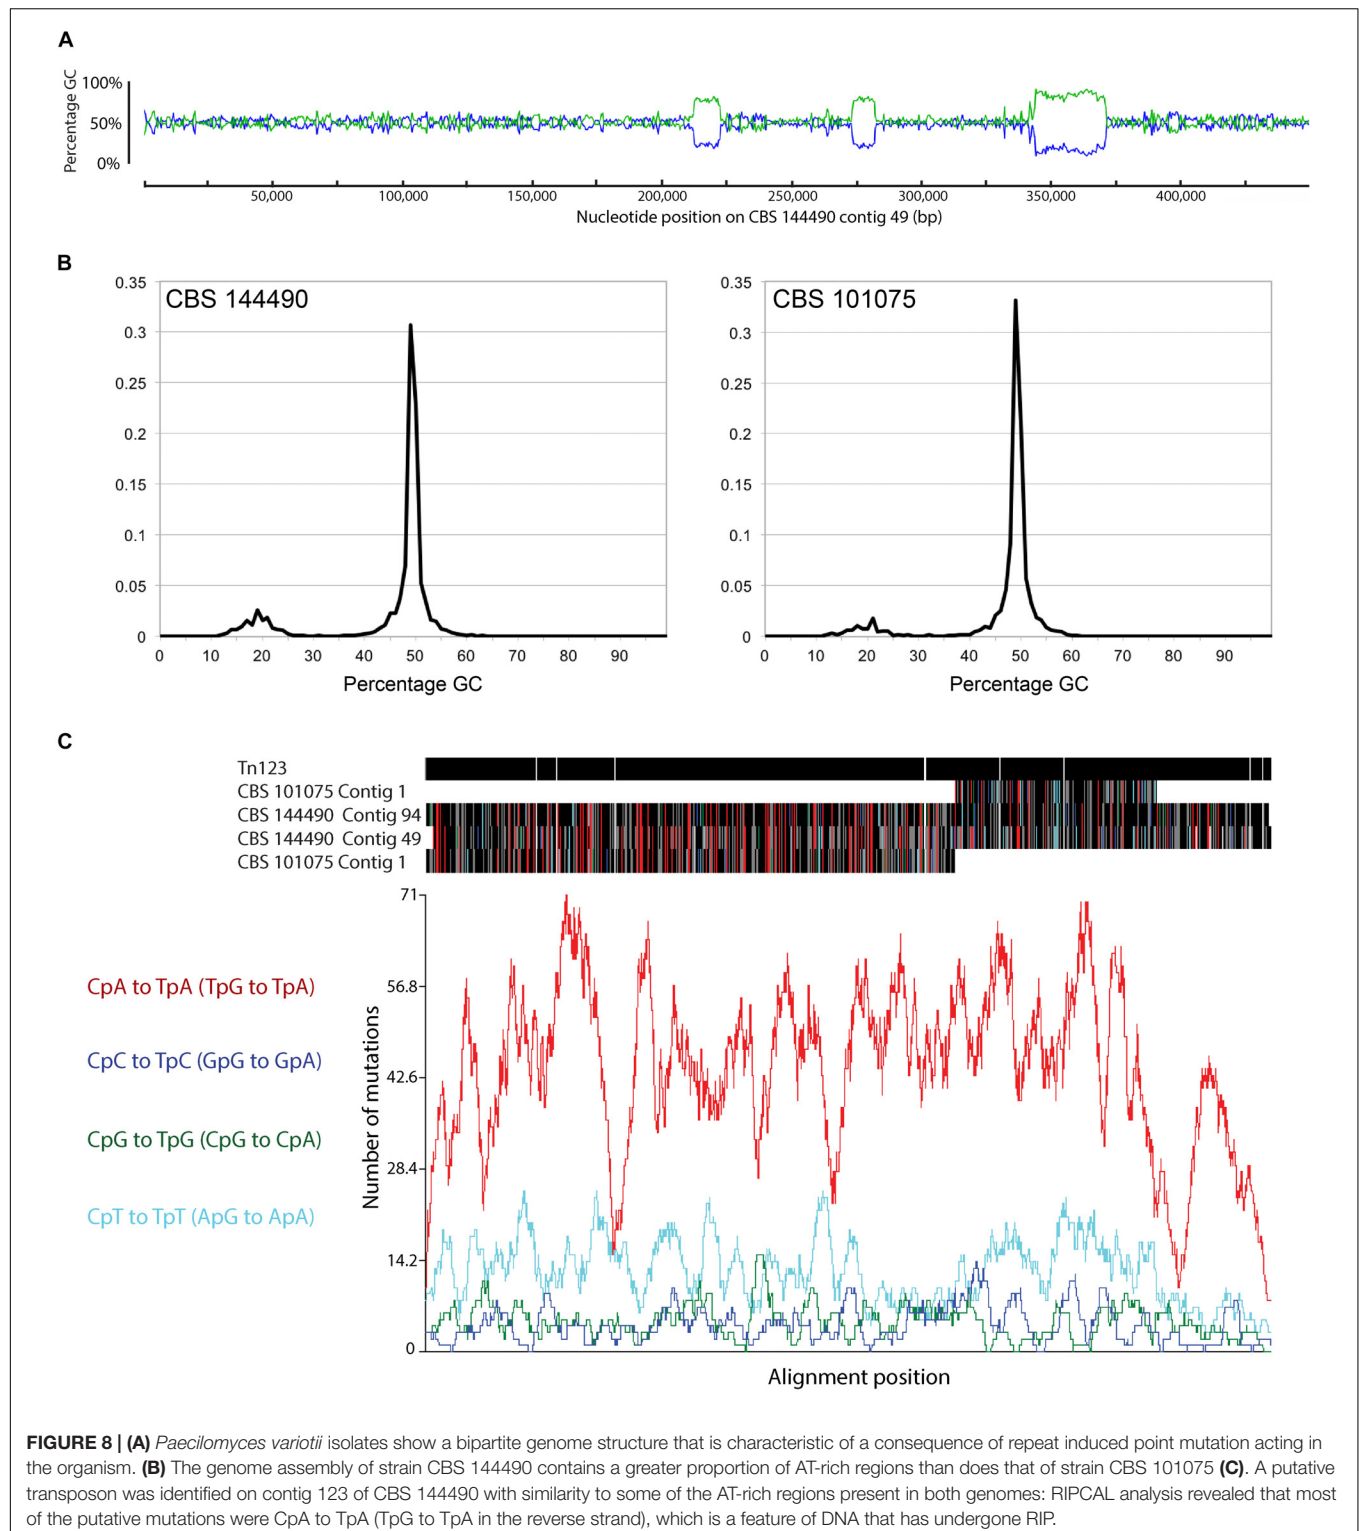 A
Percentage GC
100%
50%
0%
50,000 100,000 150,000 200,000 250,000 300,000 350,000 400,000
Nucleotide position on CBS 144490 contig 49 (bp)
B
CBS 144490
0.35
0.3
0.25
0.2
0.15
0.1
0.05
0
0 10 20 30 40 50 60 70 80 90
Percentage GC
CBS 101075
0.35
0.3
0.25
0.2
0.15
0.1
0.05
0
0 10 20 30 40 50 60 70 80 90
Percentage GC
C
Tn123
CBS 101075 Contig 1
CBS 144490 Contig 94
CBS 144490 Contig 49
CBS 101075 Contig 1
CpA to TpA (TpG to TpA)
CpC to TpC (GpG to GpA)
CpG to TpG (CpG to CpA)
CpT to TpT (ApG to ApA)
Number of mutations
71
56.8
42.6
28.4
14.2
0
Alignment position
FIGURE 8 | (A) Paecilomyces variotii isolates show a bipartite genome structure that is characteristic of a consequence of repeat induced point mutation acting in
the organism. (B) The genome assembly of strain CBS 144490 contains a greater proportion of AT-rich regions than does that of strain CBS 101075 (C). A putative
transposon was identified on contig 123 of CBS 144490 with similarity to some of the AT-rich regions present in both genomes: RIPCAL analysis revealed that most
of the putative mutations were CpA to TpA (TpG to TpA in the reverse strand), which is a feature of DNA that has undergone RIP.